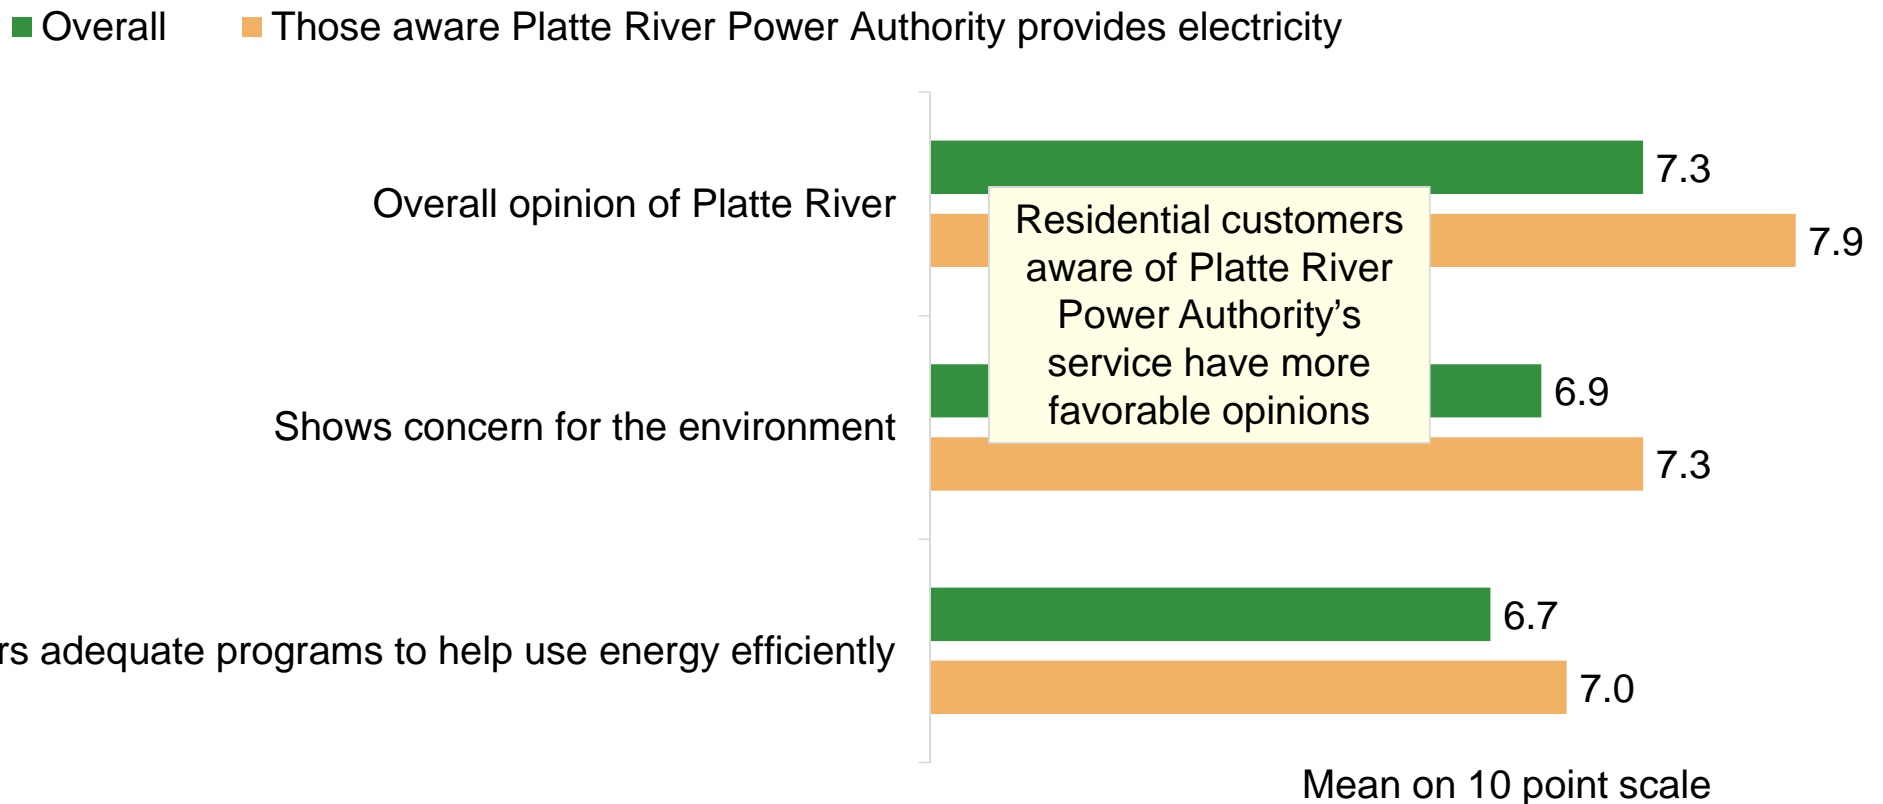 Overall
Those aware Platte River Power Authority provides electricity
Overall opinion of Platte River
7.3
7.9
Residential customers
aware of Platte River
Power Authority’s
service have more
favorable opinions
Shows concern for the environment
6.9
7.3
adequate programs to help use energy efficiently
6.7
7.0
Mean on 10 point scale